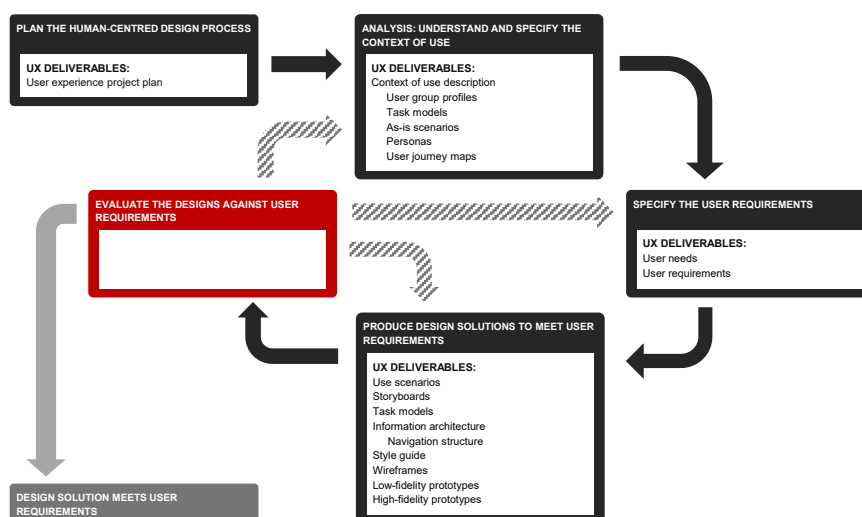 PLAN THE HUMAN-CENTRED DESIGN PROCESS
UX DELIVERABLES:
User experience project plan
ANALYSIS: UNDERSTAND AND SPECIFY THE
CONTEXT OF USE
UX DELIVERABLES:
Context of use description
User group profiles
Task models
As-is scenarios
Personas
User journey maps
EVALUATE THE DESIGNS AGAINST USER
REQUIREMENTS
SPECIFY THE USER REQUIREMENTS
UX DELIVERABLES:
User needs
User requirements
PRODUCE DESIGN SOLUTIONS TO MEET USER
REQUIREMENTS
UX DELIVERABLES:
Use scenarios
Storyboards
Task models
Information architecture
Navigation structure
Style guide
Wireframes
Low-fidelity prototypes
High-fidelity prototypes
DESIGN SOLUTION MEETS USER
REQUIREMENTS